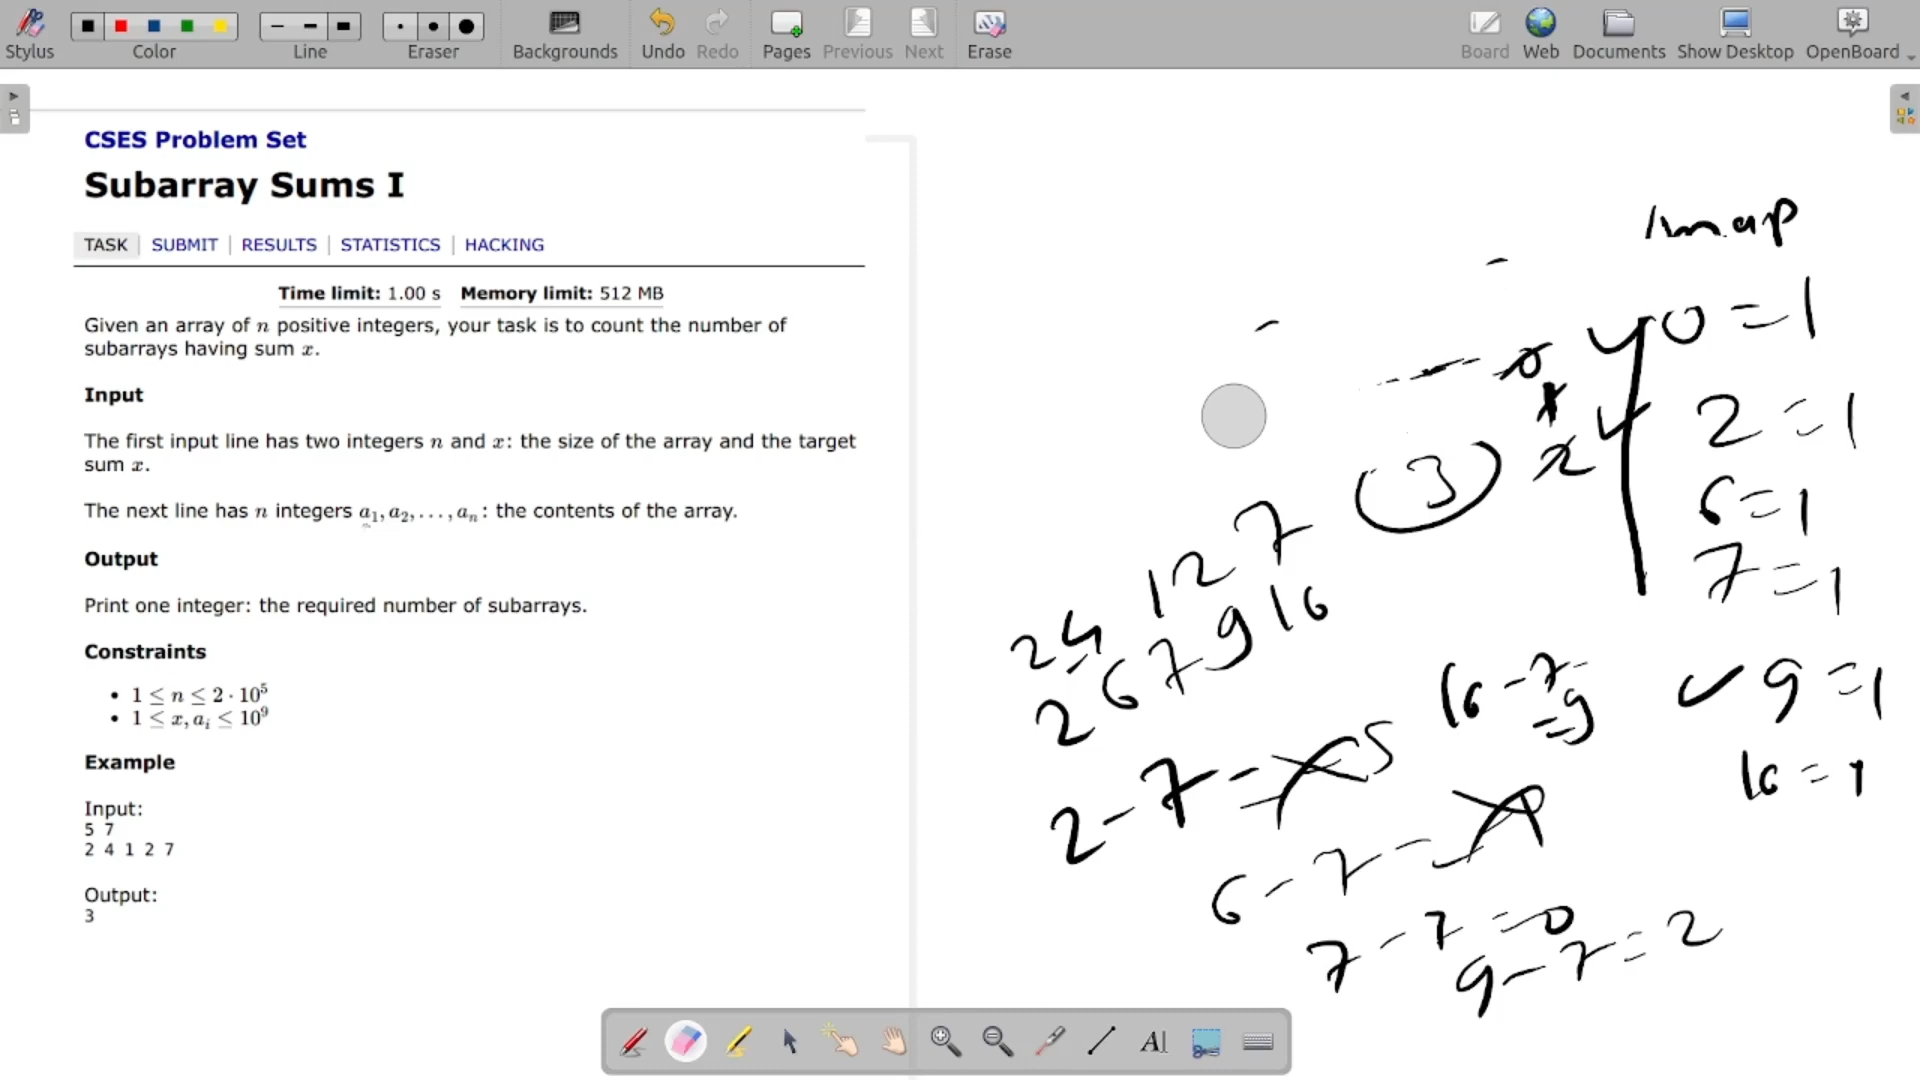 Stylus Color Line Eraser Backgrounds Undo Redo Pages Previous Next Erase Board Web Documents Show Desktop OpenBoard
CSES Problem Set
Subarray Sums I
TASK | SUBMIT | RESULTS | STATISTICS | HACKING
Time limit: 1.00 s Memory limit: 512 MB
Given an array of n positive integers, your task is to count the number of
subarrays having sum x.
Input
The first input line has two integers n and x: the size of the array and the target
sum x.
The next line has n integers a₁, a₂, . . . , aₙ: the contents of the array.
Output
Print one integer: the required number of subarrays.
Constraints
• 1 ≤ n ≤ 2 · 10⁵
• 1 ≤ x, aᵢ ≤ 10⁹
Example
Input:
5 7
2 4 1 2 7
Output:
3
map
0 = 1
2 = 1
6 = 1
7 = 1
9 = 1
16 = 1
3
2 4 1 2 7
2 6 7 9 16
16 - 7 = 9
2 - 7 = 5
6 - 7 -
7 - 7 = 0
9 - 7 = 2